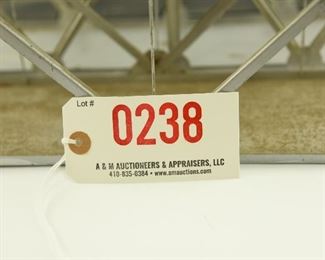 Lot #
0238
A & M AUCTIONEERS & APPRAISERS, LLC
410-835-0384 • www.amauctions.com